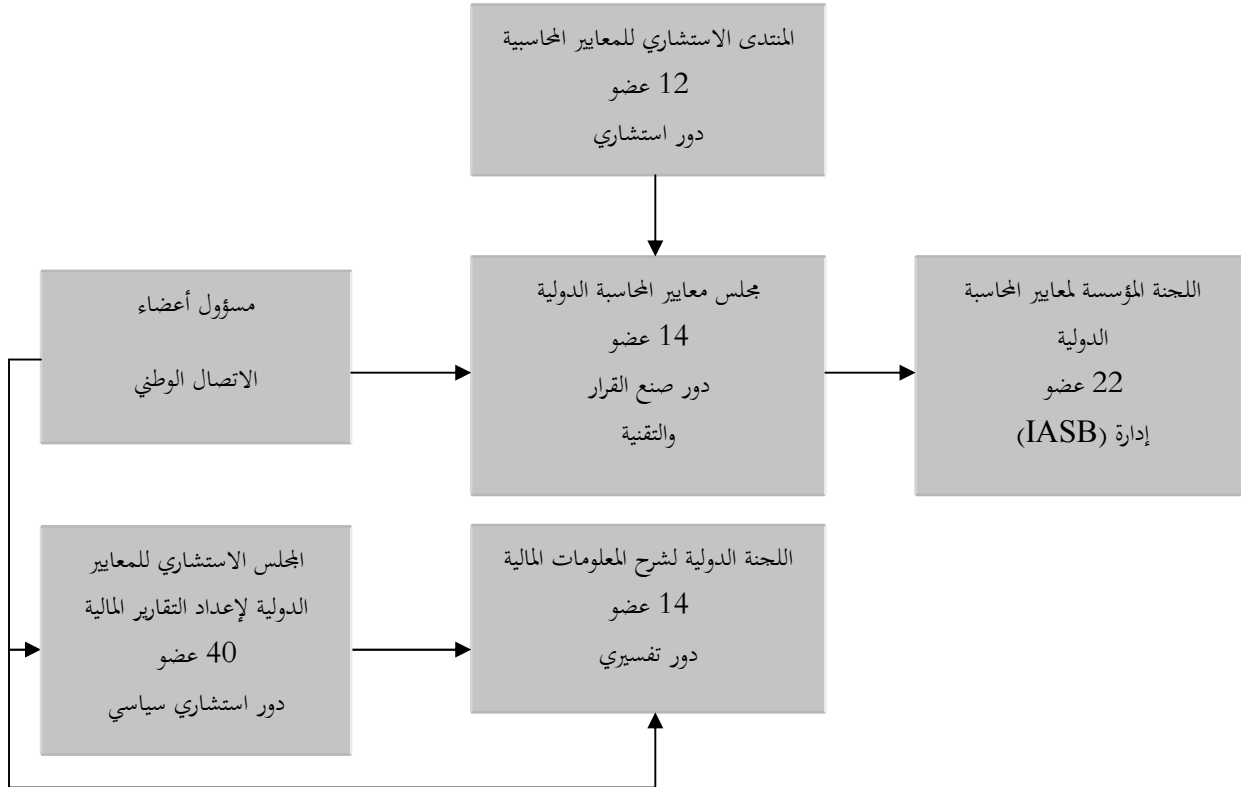 المنتدى الاستشاري للمعايير المحاسبية
12 عضو
دور استشاري
اللجنة المؤسسة لمعايير المحاسبة
الدولية
22 عضو
إدارة (IASB)
مجلس معايير المحاسبة الدولية
14 عضو
دور صنع القرار
والتقنية
مسؤول أعضاء
الاتصال الوطني
اللجنة الدولية لشرح المعلومات المالية
14 عضو
دور تفسيري
المجلس الاستشاري للمعايير
الدولية لإعداد التقارير المالية
40 عضو
دور استشاري سياسي